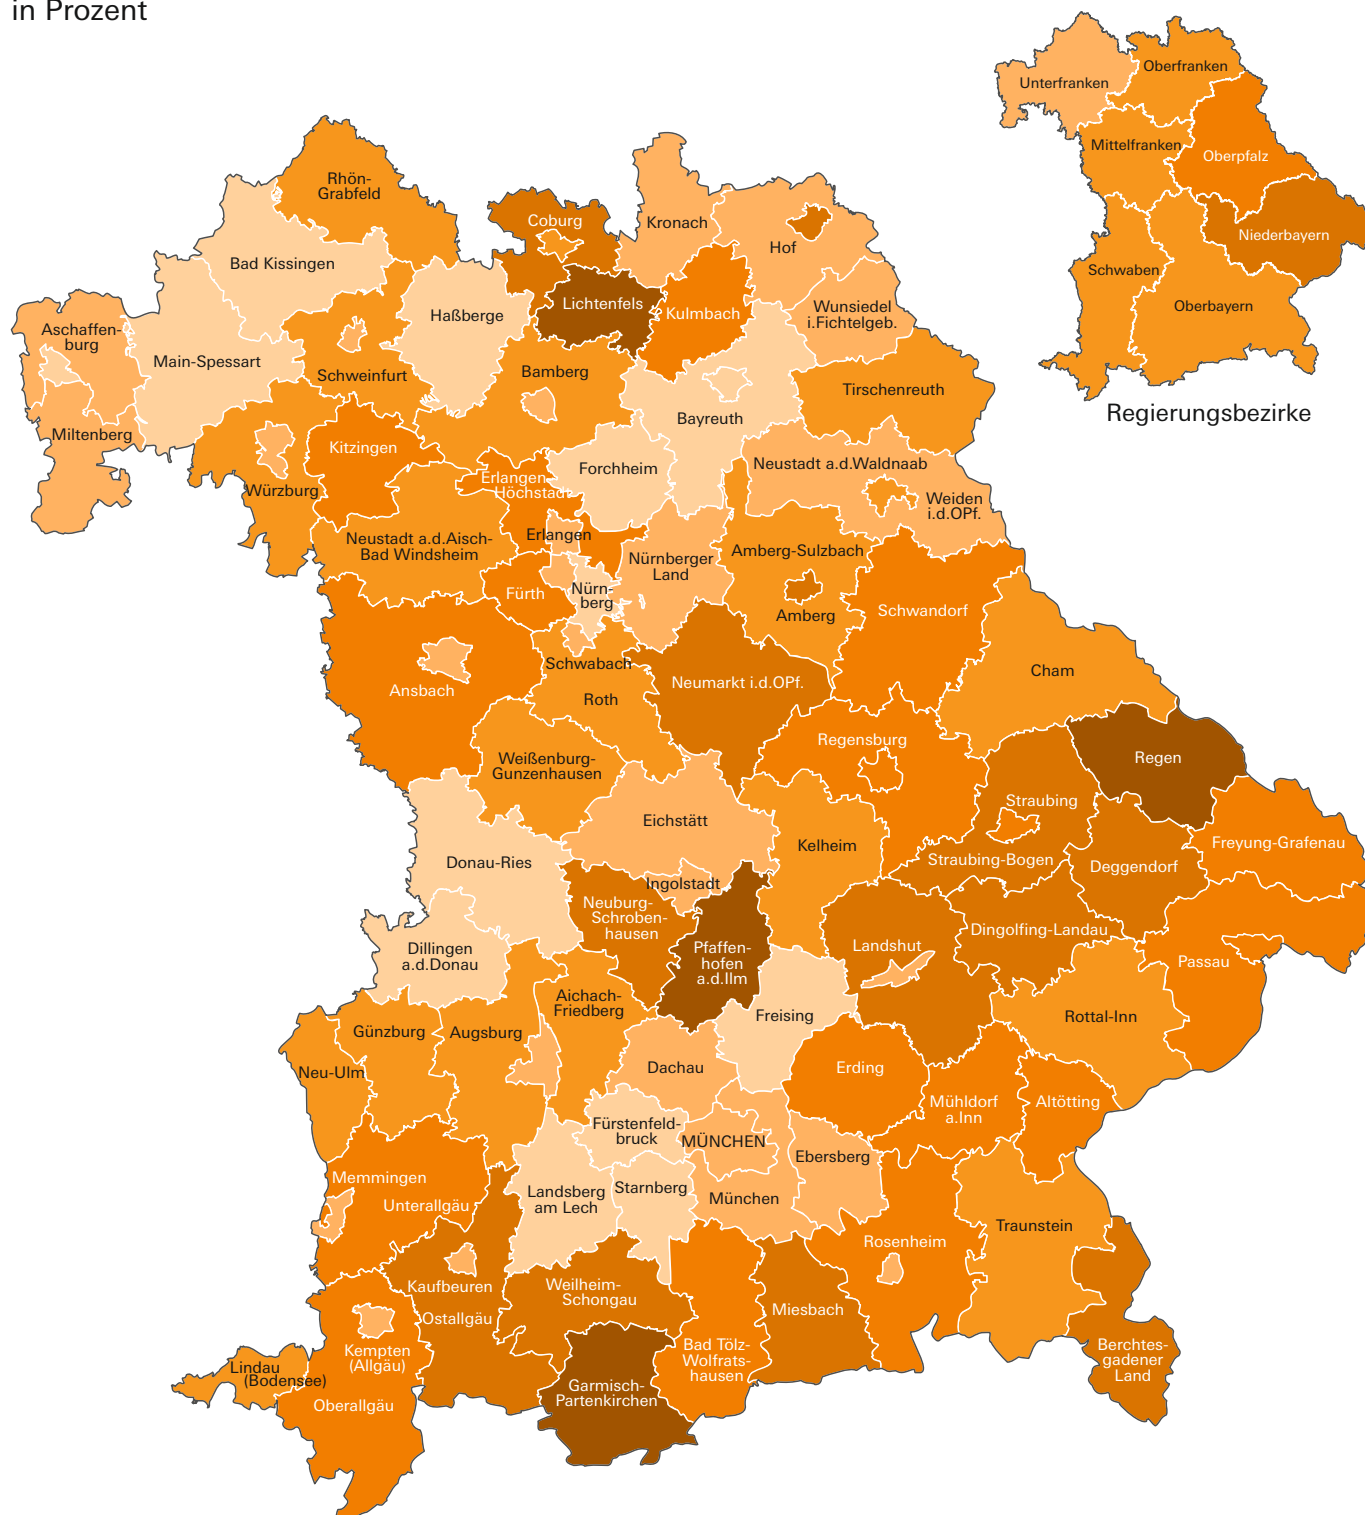 in Prozent
Unterfranken
Oberfranken
Mittelfranken
Oberpfalz
Niederbayern
Schwaben
Oberbayern
Regierungsbezirke
Rhön-
Grabfeld
Coburg
Kronach
Hof
Bad Kissingen
Lichtenfels
Kulmbach
Wunsiedel
i.Fichtelgeb.
Haßberge
Aschaffen-
burg
Main-Spessart
Schweinfurt
Bamberg
Tirschenreuth
Bayreuth
Miltenberg
Kitzingen
Forchheim
Neustadt a.d.Waldnaab
Weiden
i.d.OPf.
Würzburg
Erlangen-
Höchstadt
Erlangen
Neustadt a.d.Aisch-
Bad Windsheim
Nürnberger
Land
Amberg-Sulzbach
Amberg
Fürth
Nürn-
berg
Schwandorf
Schwabach
Roth
Neumarkt i.d.OPf.
Cham
Ansbach
Regensburg
Regen
Weißenburg-
Gunzenhausen
Straubing
Eichstätt
Kelheim
Freyung-Grafenau
Donau-Ries
Straubing-Bogen
Deggendorf
Ingolstadt
Neuburg-
Schroben-
hausen
Dingolfing-Landau
Pfaffen-
hofen
a.d.Ilm
Landshut
Passau
Dillingen
a.d.Donau
Aichach-
Friedberg
Freising
Rottal-Inn
Günzburg
Augsburg
Neu-Ulm
Dachau
Erding
Mühldorf
a.Inn
Altötting
Fürstenfeld-
bruck
MÜNCHEN
Ebersberg
Memmingen
Unterallgäu
Landsberg
am Lech
Starnberg
München
Traunstein
Rosenheim
Kaufbeuren
Ostallgäu
Weilheim-
Schongau
Miesbach
Kempten
(Allgäu)
Bad Tölz-
Wolfrats-
hausen
Berchtes-
gadener
Land
Lindau
(Bodensee)
Oberallgäu
Garmisch-
Partenkirchen